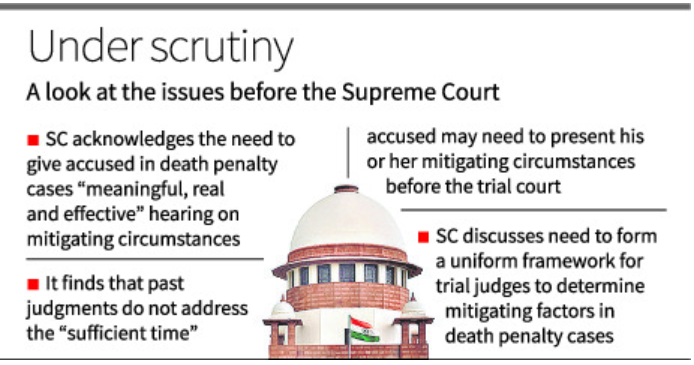 Under scrutiny
A look at the issues before the Supreme Court
SC acknowledges the need to
give accused in death penalty
cases “meaningful, real
and effective” hearing on
mitigating circumstances
It finds that past
judgments do not address
the “sufficient time”
accused may need to present his
or her mitigating circumstances
before the trial court
SC discusses need to form
a uniform framework for
trial judges to determine
mitigating factors in
death penalty cases